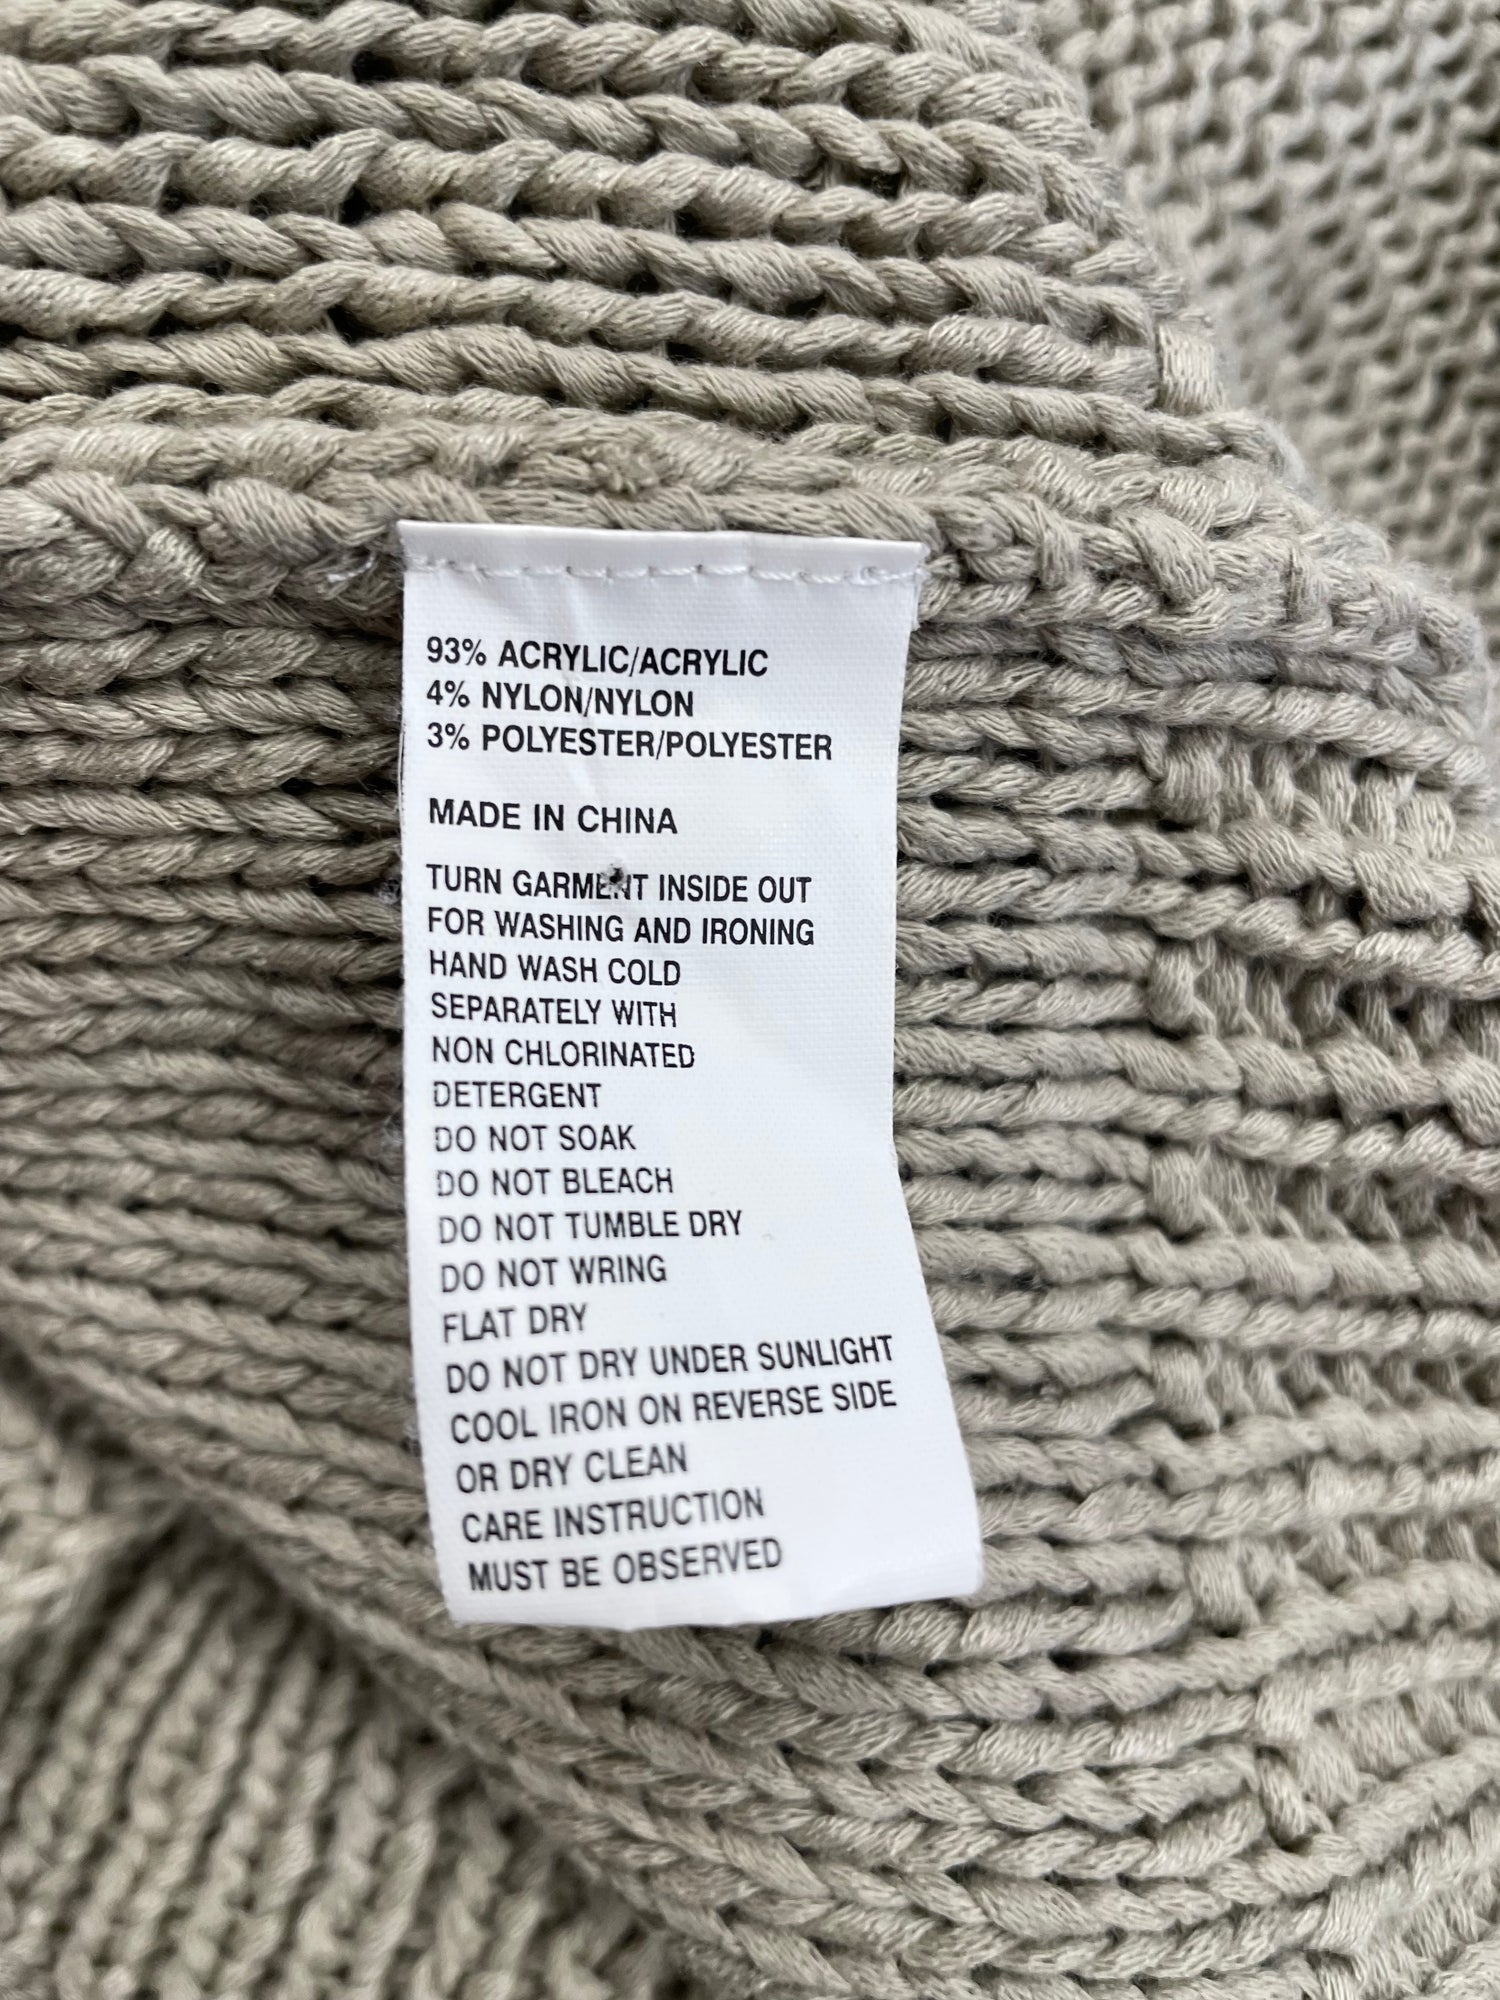 93% ACRYLIC/ACRYLIC
4% NYLON/NYLON
3% POLYESTER/POLYESTER
MADE IN CHINA
TURN GARMENT INSIDE OUT
FOR WASHING AND IRONING
HAND WASH COLD
SEPARATELY WITH
NON CHLORINATED
DETERGENT
DO NOT SOAK
DO NOT BLEACH
DO NOT TUMBLE DRY
DO NOT WRING
FLAT DRY
DO NOT DRY UNDER SUNLIGHT
COOL IRON ON REVERSE SIDE
OR DRY CLEAN
CARE INSTRUCTION
MUST BE OBSERVED